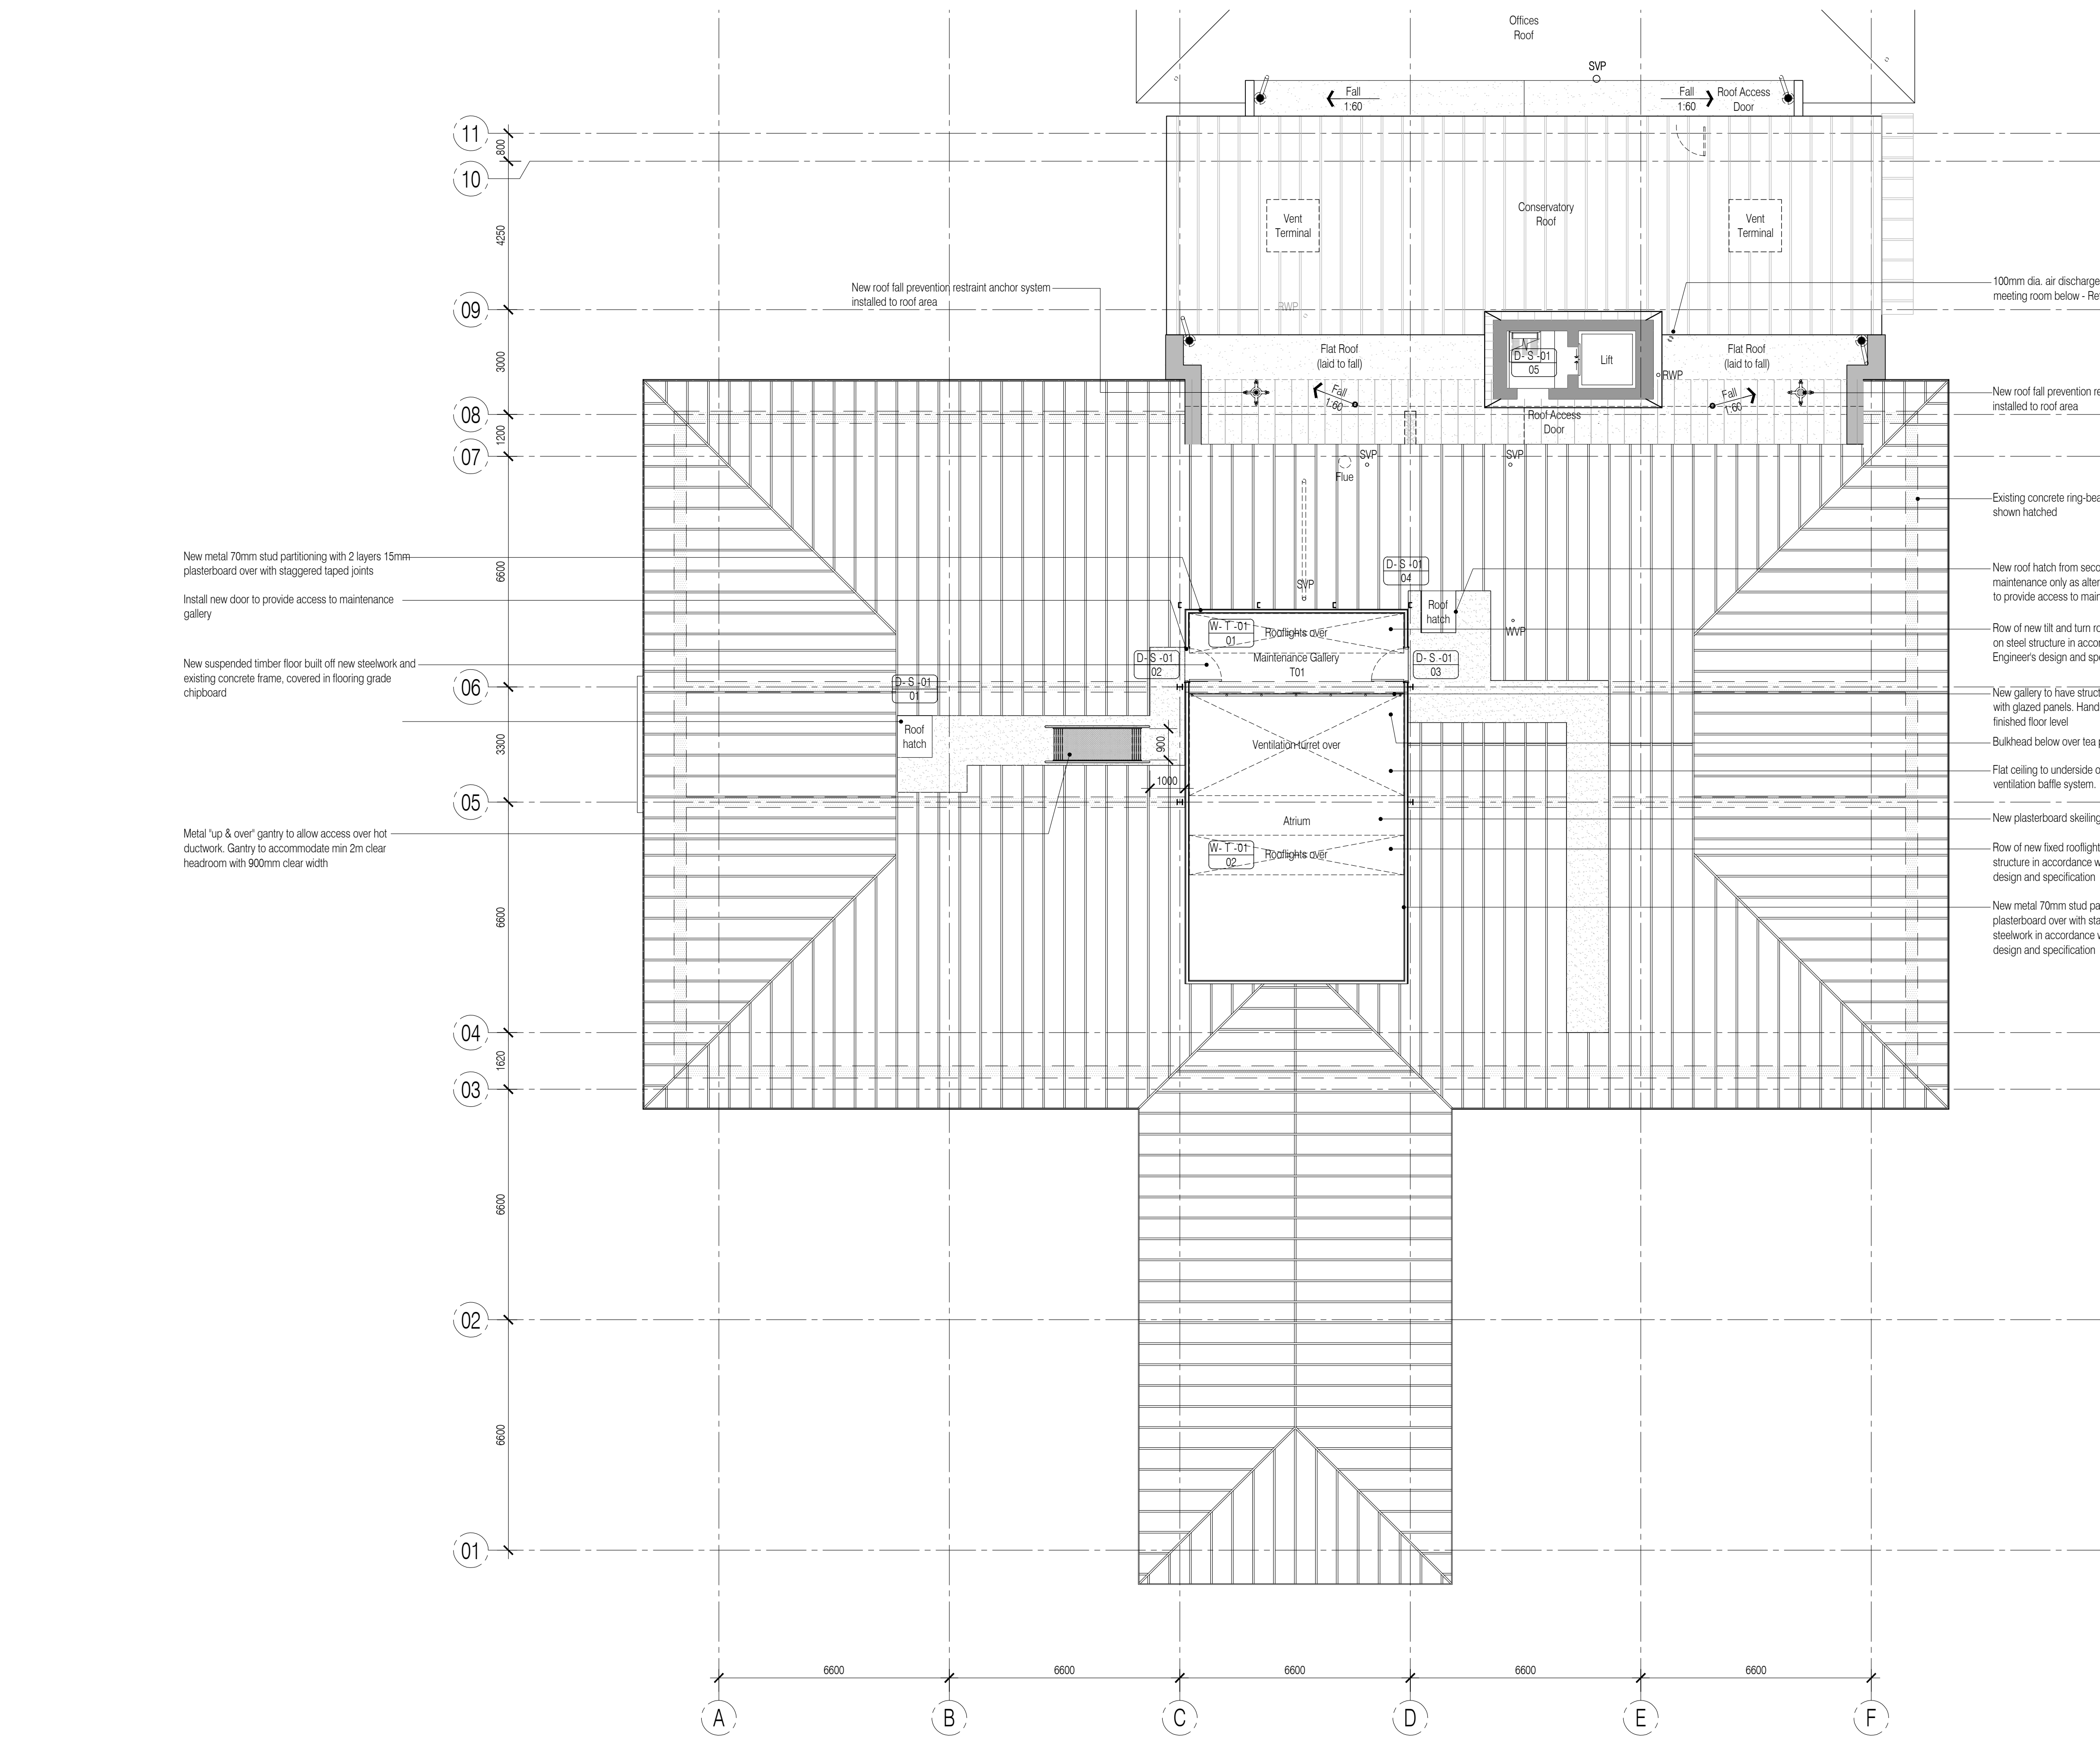 Offices
Roof
SVP
Fall
1:60
Fall
1:60
Roof Access
Door
11
800
10
4250
Vent
Terminal
Conservatory
Roof
Vent
Terminal
New roof fall prevention restraint anchor system
installed to roof area
100mm dia. air discharge
meeting room below - Re
09
RWP
3000
Flat Roof
(laid to fall)
D- S -01
05
Lift
Flat Roof
(laid to fall)
RWP
Fall
1:60
Fall
1:60
New roof fall prevention re
installed to roof area
08
1200
Roof Access
Door
07
SVP
SVP
Flue
Existing concrete ring-bea
shown hatched
New metal 70mm stud partitioning with 2 layers 15mm
plasterboard over with staggered taped joints
6600
D- S -01
04
New roof hatch from seco
maintenance only as alter
to provide access to main
Install new door to provide access to maintenance
gallery
SVP
Roof
hatch
W- T -01
01
Rooflights over
WVP
Row of new tilt and turn ro
on steel structure in accor
Engineer's design and spe
New suspended timber floor built off new steelwork and
existing concrete frame, covered in flooring grade
chipboard
D- S -01
02
Maintenance Gallery
T01
D- S -01
03
06
D- S -01
01
New gallery to have struct
with glazed panels. Hand
finished floor level
Roof
hatch
3300
900
Ventilation turret over
Bulkhead below over tea p
1000
Flat ceiling to underside o
ventilation baffle system.
05
Atrium
New plasterboard skeiling
Metal "up & over" gantry to allow access over hot
ductwork. Gantry to accommodate min 2m clear
headroom with 900mm clear width
W- T -01
02
Rooflights over
Row of new fixed rooflight
structure in accordance w
design and specification
6600
New metal 70mm stud pa
plasterboard over with sta
steelwork in accordance w
design and specification
04
1620
03
6600
02
6600
01
6600
6600
6600
6600
6600
A
B
C
D
E
F